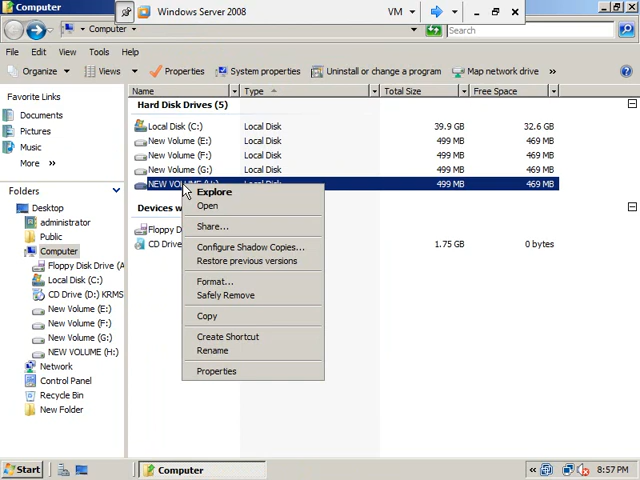 Computer
Windows Server 2008
VM
Computer
Search
File Edit View Tools Help
Organize Views Properties System properties Uninstall or change a program Map network drive
Favorite Links
Documents
Pictures
Music
More »
Folders
Desktop
administrator
Public
Computer
Floppy Disk Drive (A
Local Disk (C:)
CD Drive (D:) KRMS
New Volume (E:)
New Volume (F:)
New Volume (G:)
NEW VOLUME (H:)
Network
Control Panel
Recycle Bin
New Folder
Name Type Total Size Free Space
Hard Disk Drives (5)
Local Disk (C:) Local Disk 39.9 GB 32.6 GB
New Volume (E:) Local Disk 499 MB 469 MB
New Volume (F:) Local Disk 499 MB 469 MB
New Volume (G:) Local Disk 499 MB 469 MB
NEW VOLUME (H:) Local Disk 499 MB 469 MB
Devices w
Floppy D
CD Drive 1.75 GB 0 bytes
Explore
Open
Share...
Configure Shadow Copies...
Restore previous versions
Format...
Safely Remove
Copy
Create Shortcut
Rename
Properties
Start Computer 8:57 PM